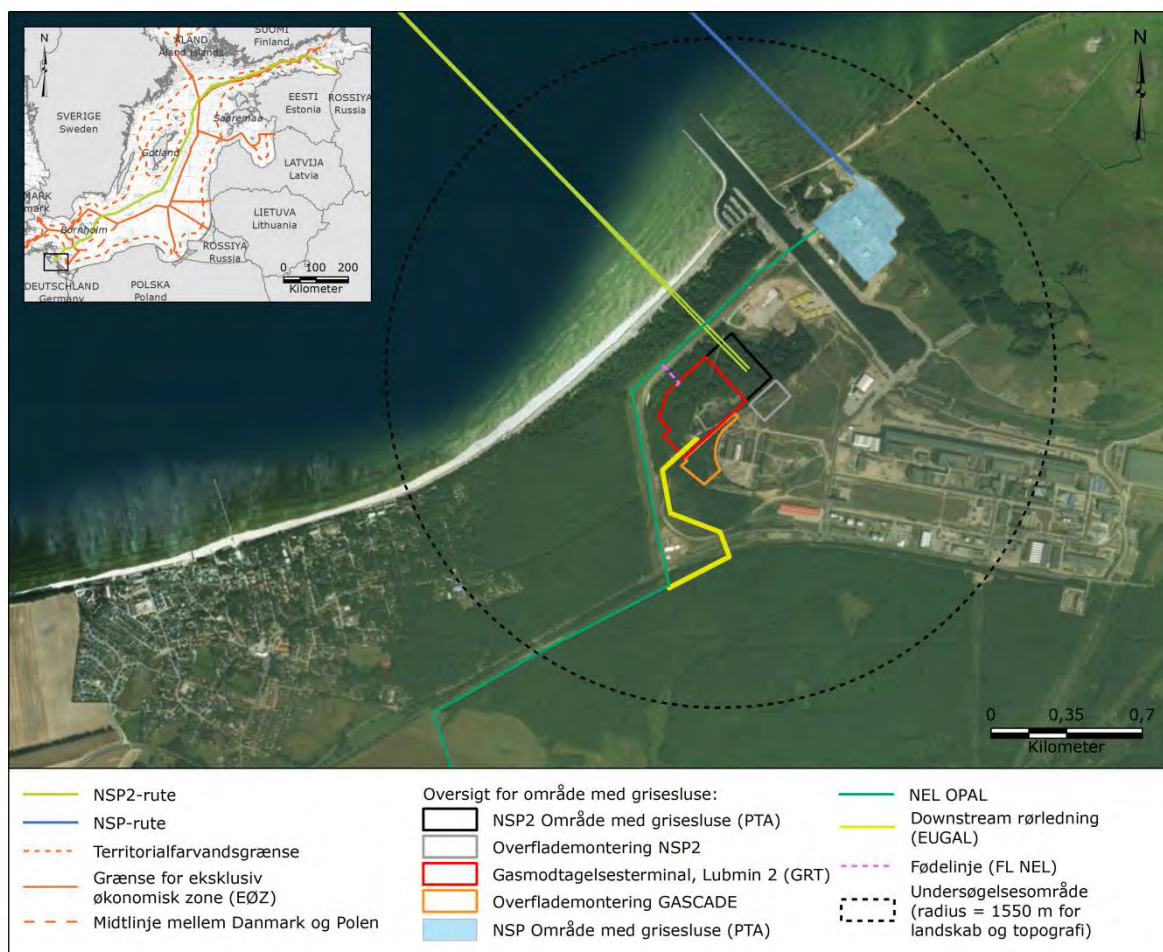 N
ÅLAND
Åland Islands
SUOMI
Finland
SVERIGE
Sweden
EESTI
Estonia
ROSSIYA
Russia
Saaremaa
Gotland
LATVIJA
Latvia
MARK
mark
Bornholm
LIETUVA
Lithuania
ROSSIYA
Russia
DEUTSCHLAND
Germany
POLSKA
Poland
0 100 200
Kilometer
N
0 0,35 0,7
Kilometer
NSP2-rute
NSP-rute
Territorialfarvandsgrænse
Grænse for eksklusiv
økonomisk zone (EØZ)
Midtlinje mellem Danmark og Polen
Oversigt for område med grisesluse:
NSP2 Område med grisesluse (PTA)
Overflademontering NSP2
Gasmodtagelsesterminal, Lubmin 2 (GRT)
Overflademontering GASCADE
NSP Område med grisesluse (PTA)
NEL OPAL
Downstream rørledning
(EUGAL)
Fødelinje (FL NEL)
Undersøgelsesområde
(radius = 1550 m for
landskab og topografi)